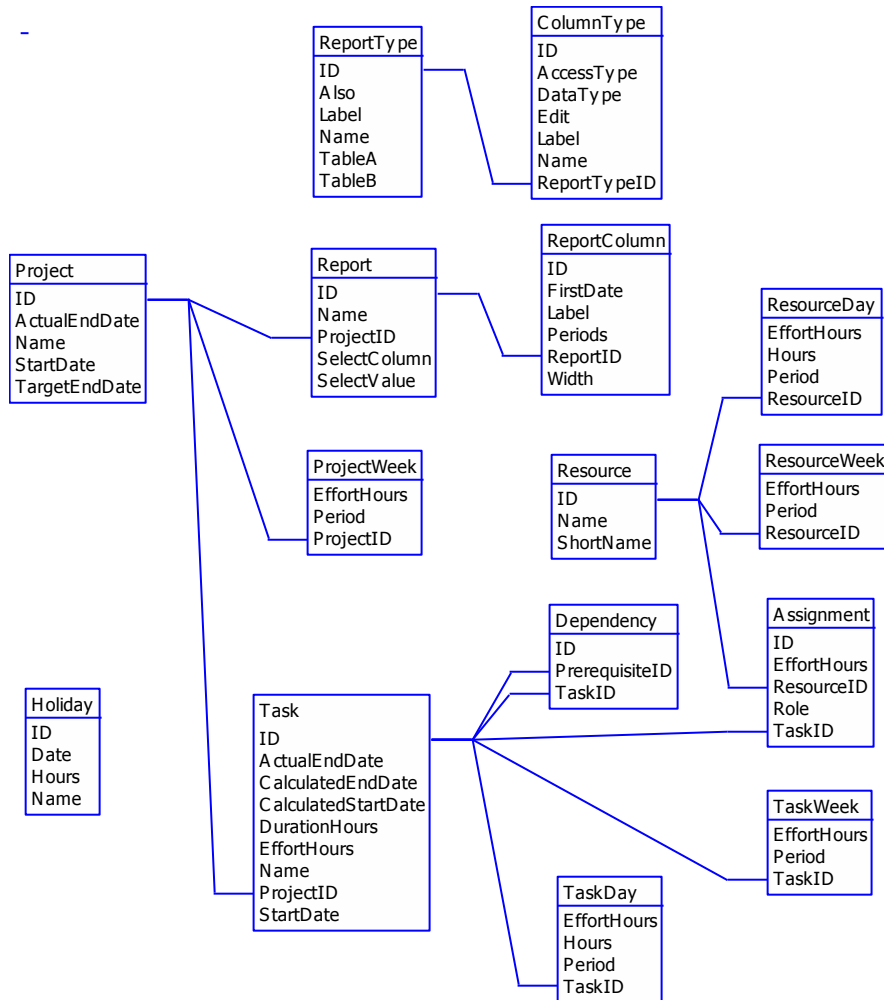 -
ReportType
ID
Also
Label
Name
TableA
TableB
ColumnType
ID
AccessType
DataType
Edit
Label
Name
ReportTypeID
Project
ID
ActualEndDate
Name
StartDate
TargetEndDate
Report
ID
Name
ProjectID
SelectColumn
SelectValue
ReportColumn
ID
FirstDate
Label
Periods
ReportID
Width
ResourceDay
EffortHours
Hours
Period
ResourceID
ProjectWeek
EffortHours
Period
ProjectID
Resource
ID
Name
ShortName
ResourceWeek
EffortHours
Period
ResourceID
Dependency
ID
PrerequisiteID
TaskID
Assignment
ID
EffortHours
ResourceID
Role
TaskID
Holiday
ID
Date
Hours
Name
Task
ID
ActualEndDate
CalculatedEndDate
CalculatedStartDate
DurationHours
EffortHours
Name
ProjectID
StartDate
TaskWeek
EffortHours
Period
TaskID
TaskDay
EffortHours
Hours
Period
TaskID